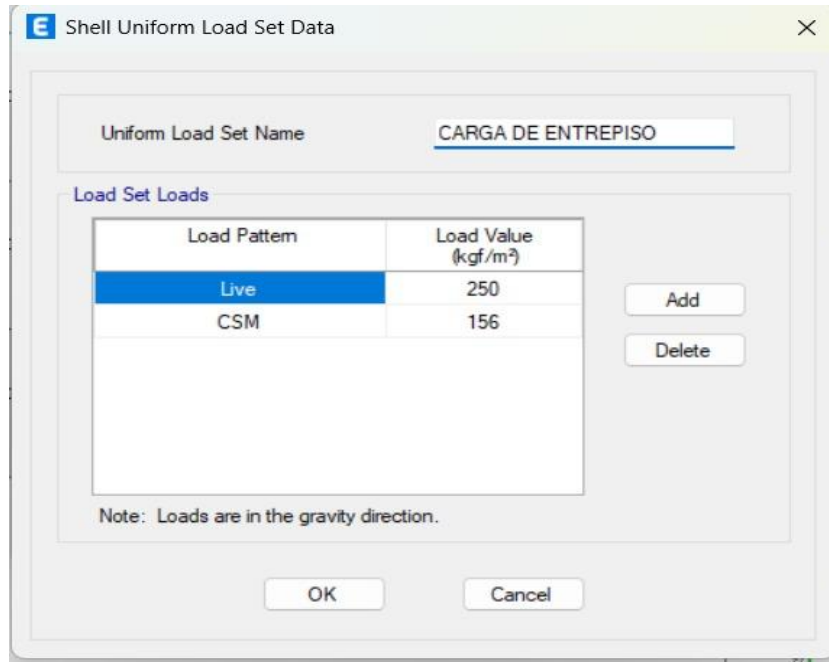 E Shell Uniform Load Set Data
Uniform Load Set Name CARGA DE ENTREPISO
Load Set Loads
Load Pattern Load Value
(kgf/m²)
Live 250
CSM 156
Add
Delete
Note: Loads are in the gravity direction.
OK Cancel